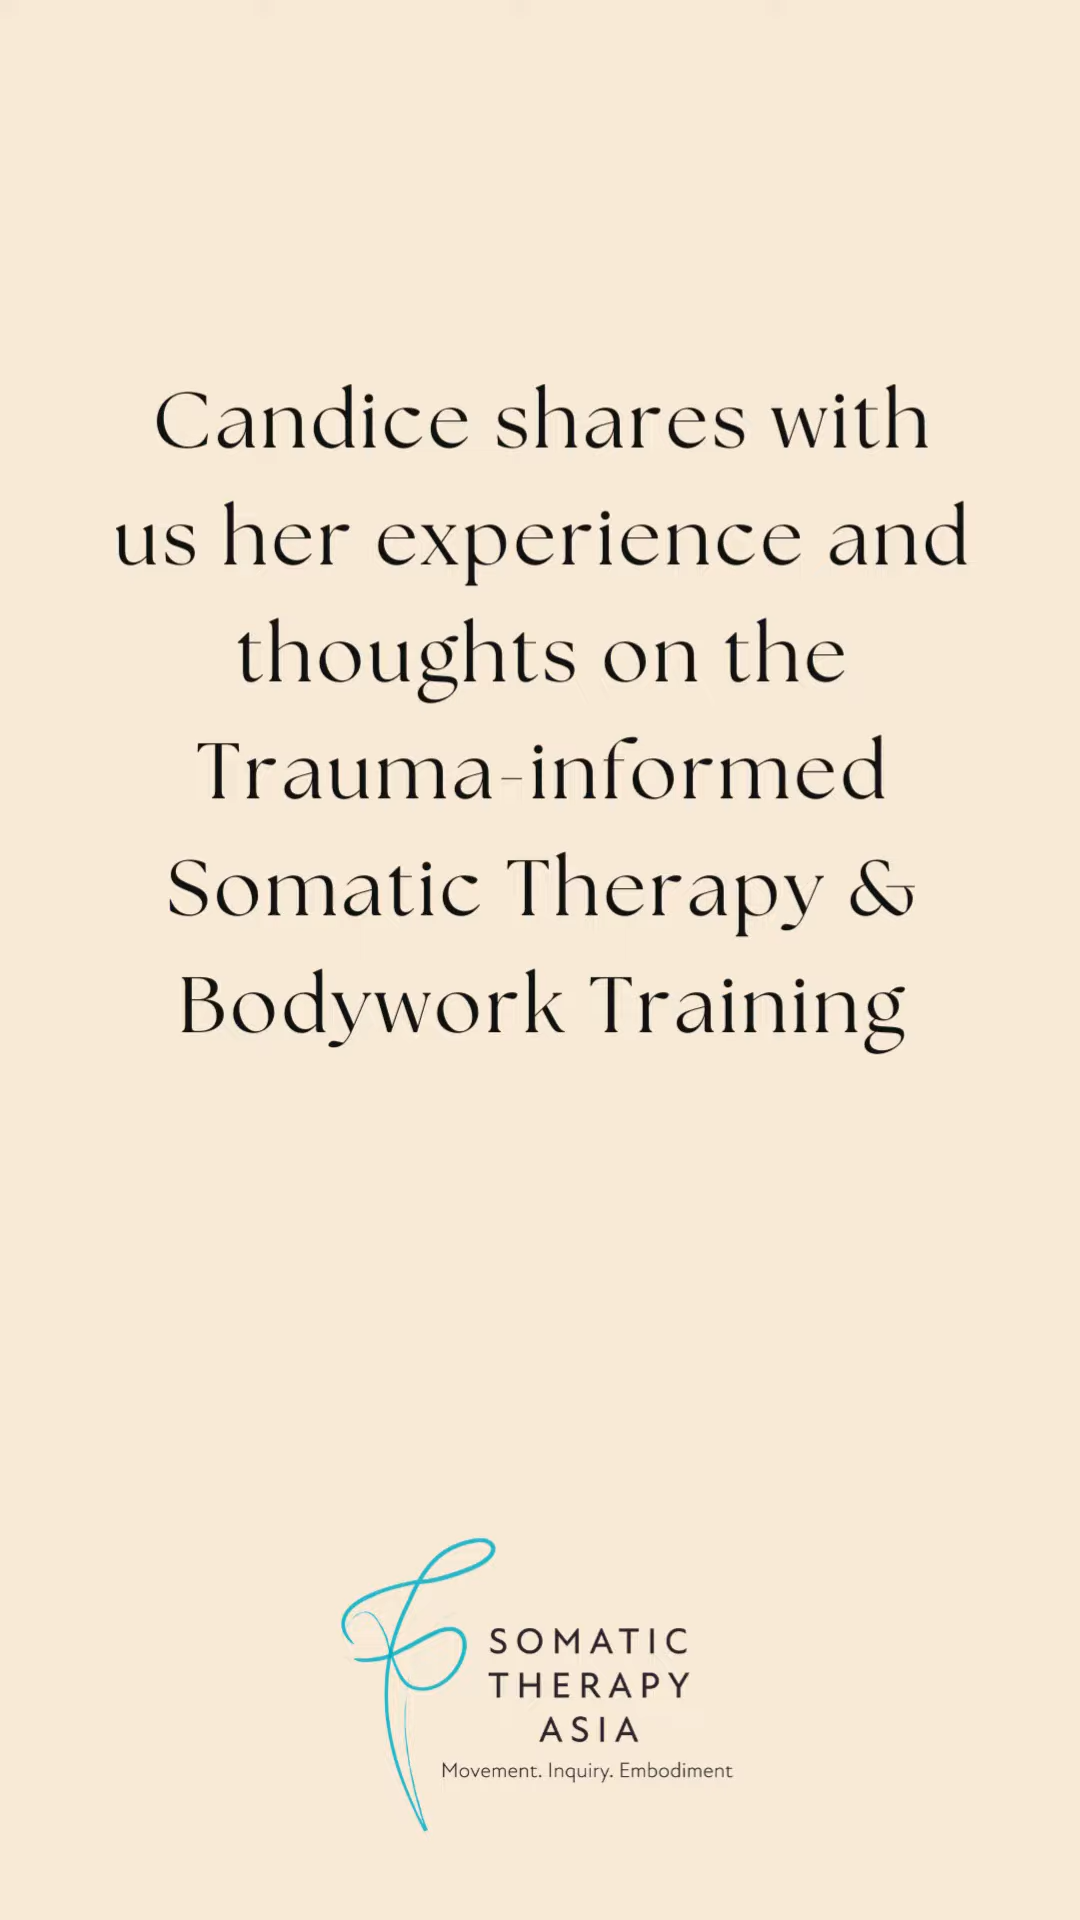 Candice shares with
us her experience and
thoughts on the
Trauma-informed
Somatic Therapy &
Bodywork Training
SOMATIC
THERAPY
ASIA
Movement. Inquiry. Embodiment